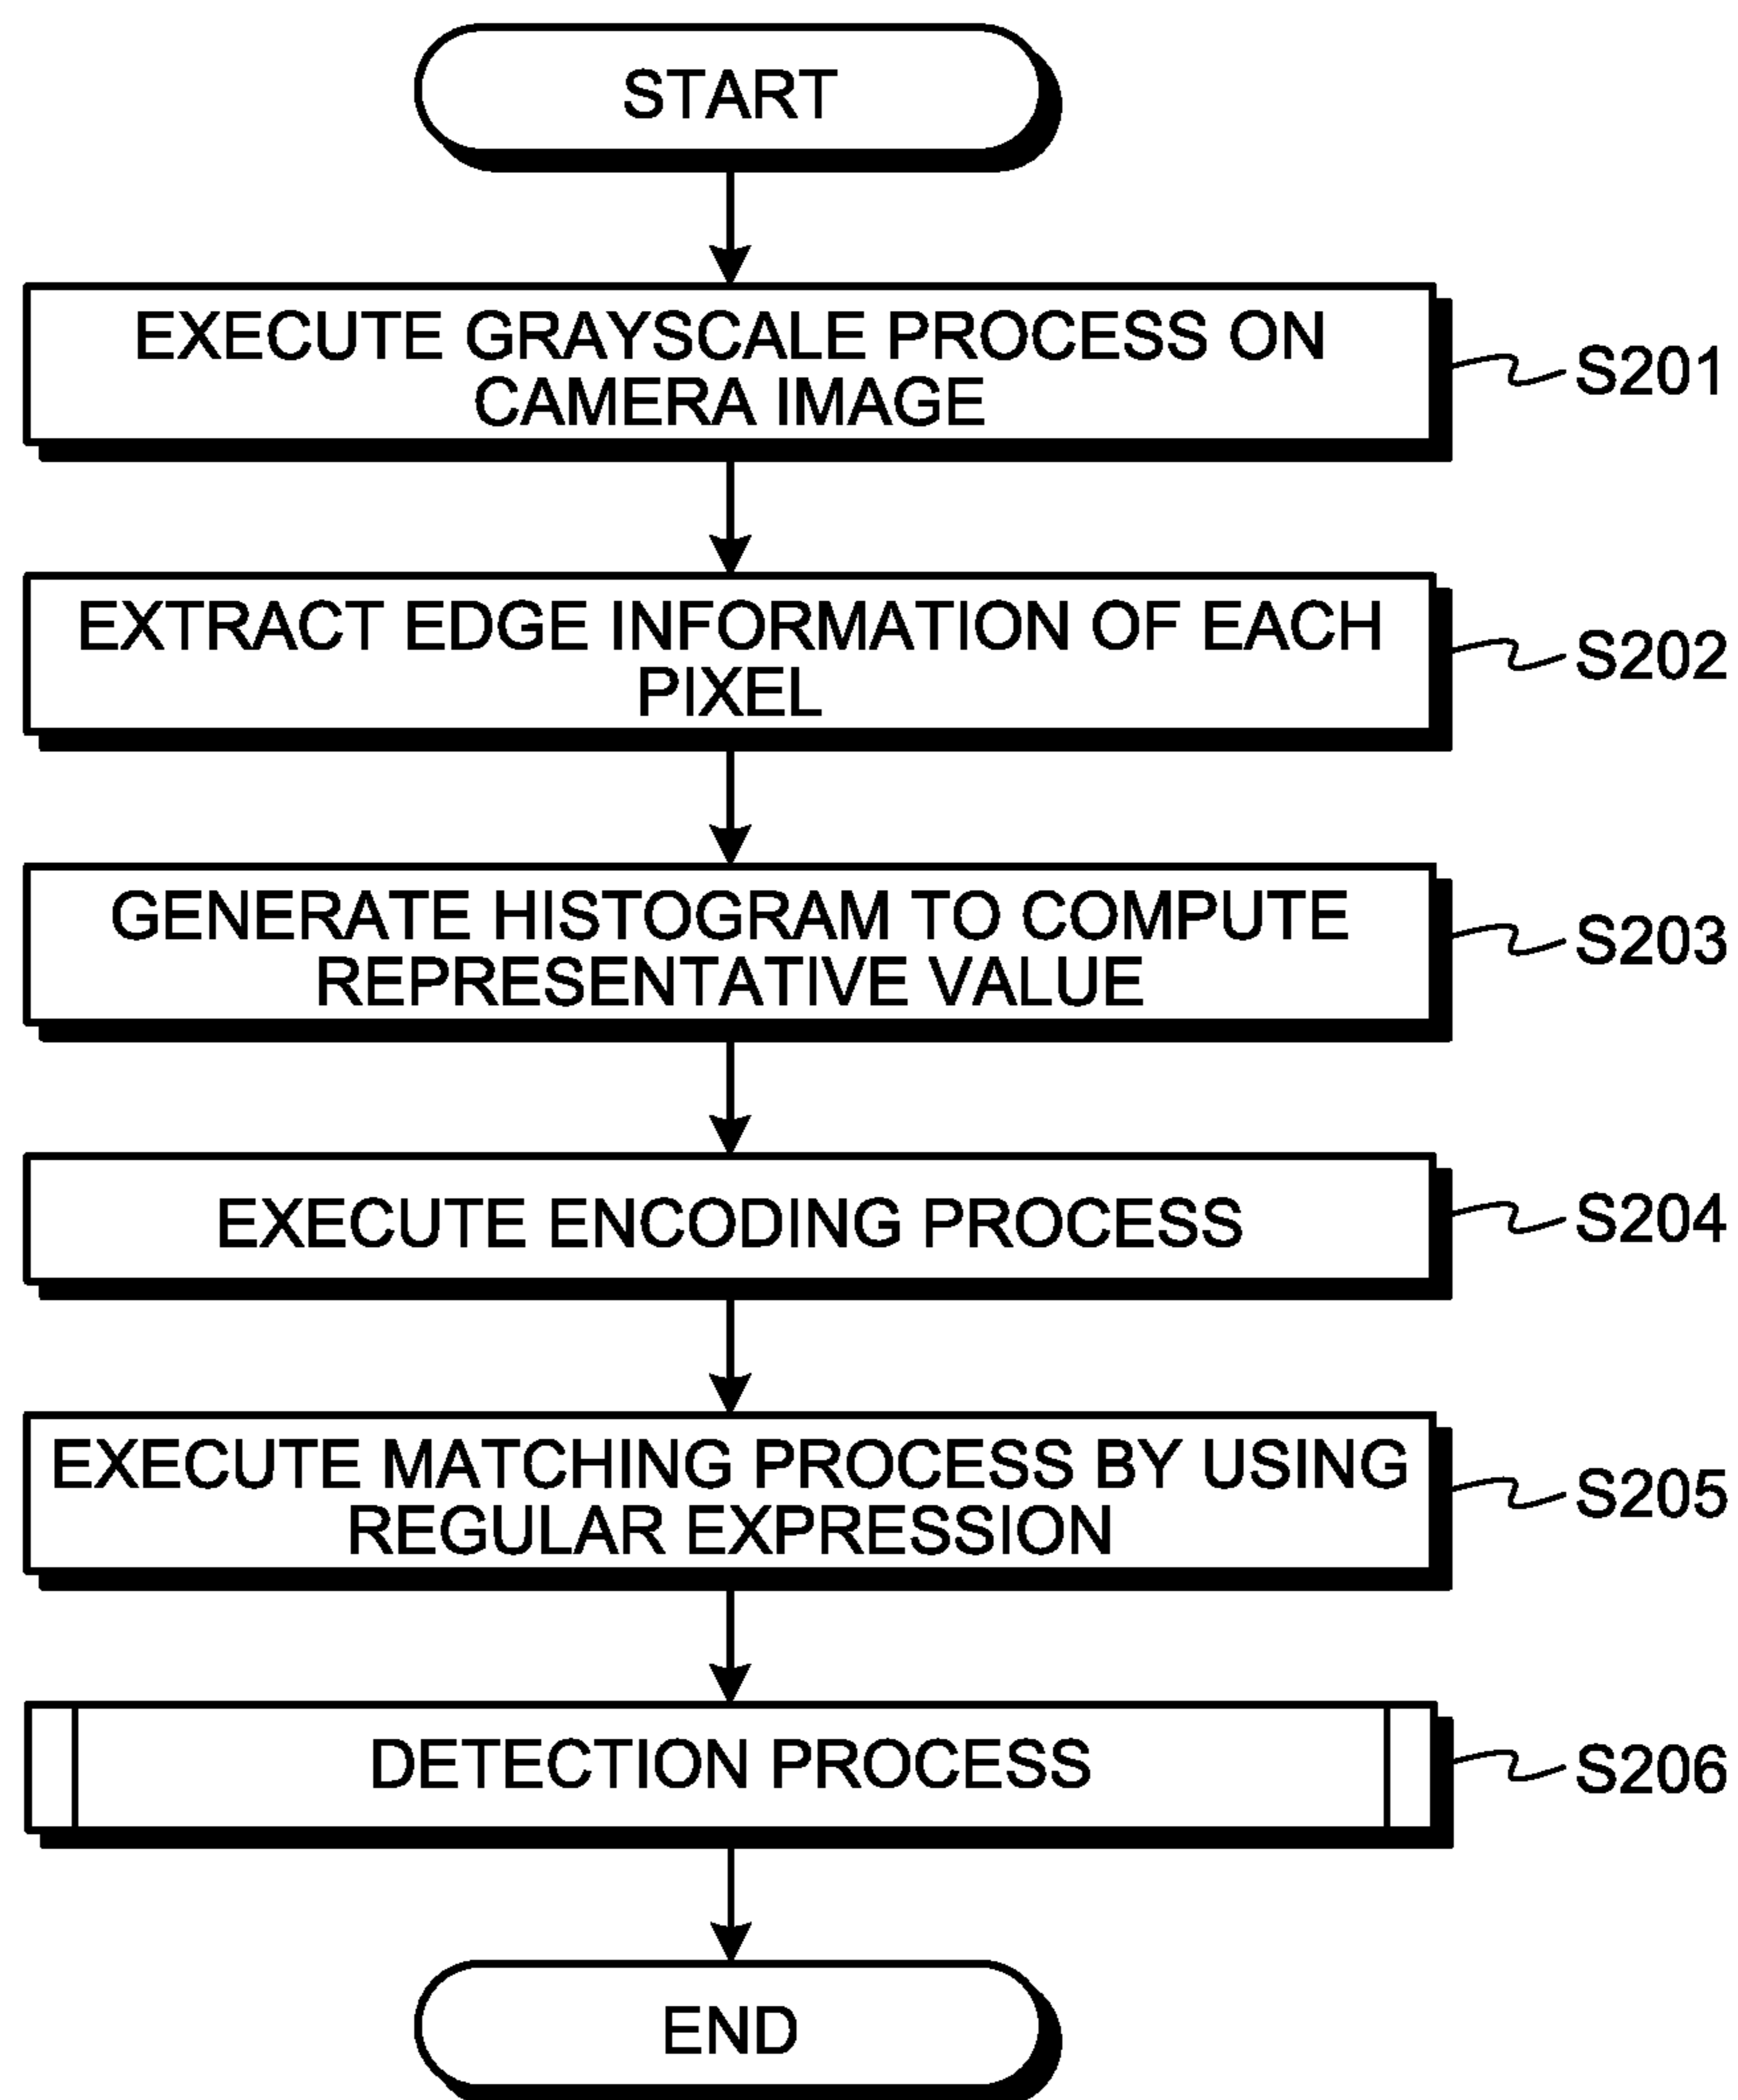 START
EXECUTE GRAYSCALE PROCESS ON
CAMERA IMAGE
S201
EXTRACT EDGE INFORMATION OF EACH
PIXEL
S202
GENERATE HISTOGRAM TO COMPUTE
REPRESENTATIVE VALUE
S203
EXECUTE ENCODING PROCESS
S204
EXECUTE MATCHING PROCESS BY USING
REGULAR EXPRESSION
S205
DETECTION PROCESS
S206
END